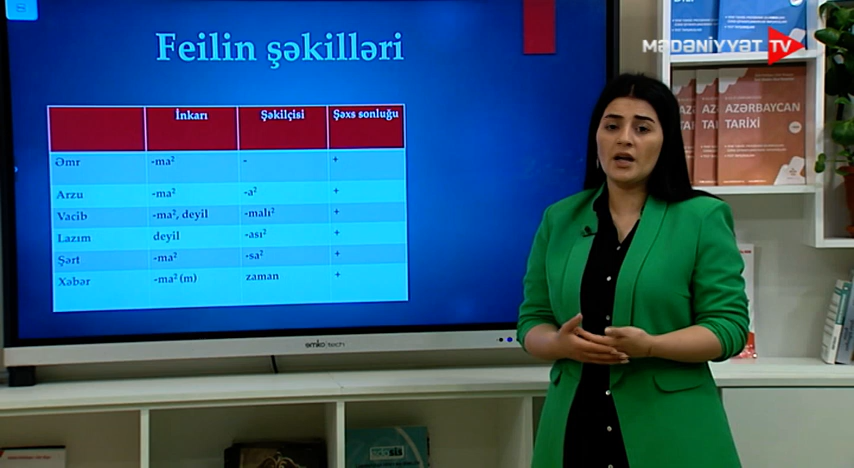 Feilin şəkilləri
İnkarı Şəkilçisi Şəxs sonluğu
Əmr -ma² - +
Arzu -ma² -a² +
Vacib -ma², deyil -malı² +
Lazım deyil -ası² +
Şərt -ma² -sa² +
Xəbər -ma² (m) zaman +
MƏDƏNİYYƏT TV
AZƏRBAYCAN
TARİXİ